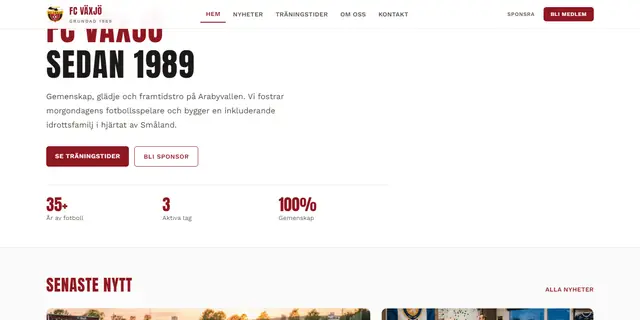 FC VÄXJÖ
GRUNDAD 1989
HEM
NYHETER
TRÄNINGSTIDER
OM OSS
KONTAKT
SPONSRA
BLI MEDLEM
FC VÄXJÖ
SEDAN 1989
Gemenskap, glädje och framtidstro på Arabyvallen. Vi fostrar
morgondagens fotbollsspelare och bygger en inkluderande
idrottsfamilj i hjärtat av Småland.
SE TRÄNINGSTIDER
BLI SPONSOR
35+
År av fotboll
3
Aktiva lag
100%
Gemenskap
SENASTE NYTT
ALLA NYHETER